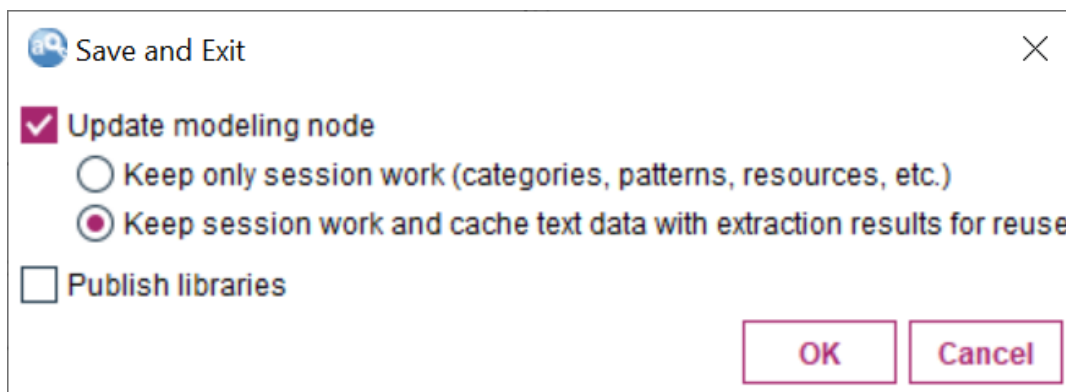 Save and Exit
Update modeling node
Keep only session work (categories, patterns, resources, etc.)
Keep session work and cache text data with extraction results for reuse
Publish libraries
OK Cancel